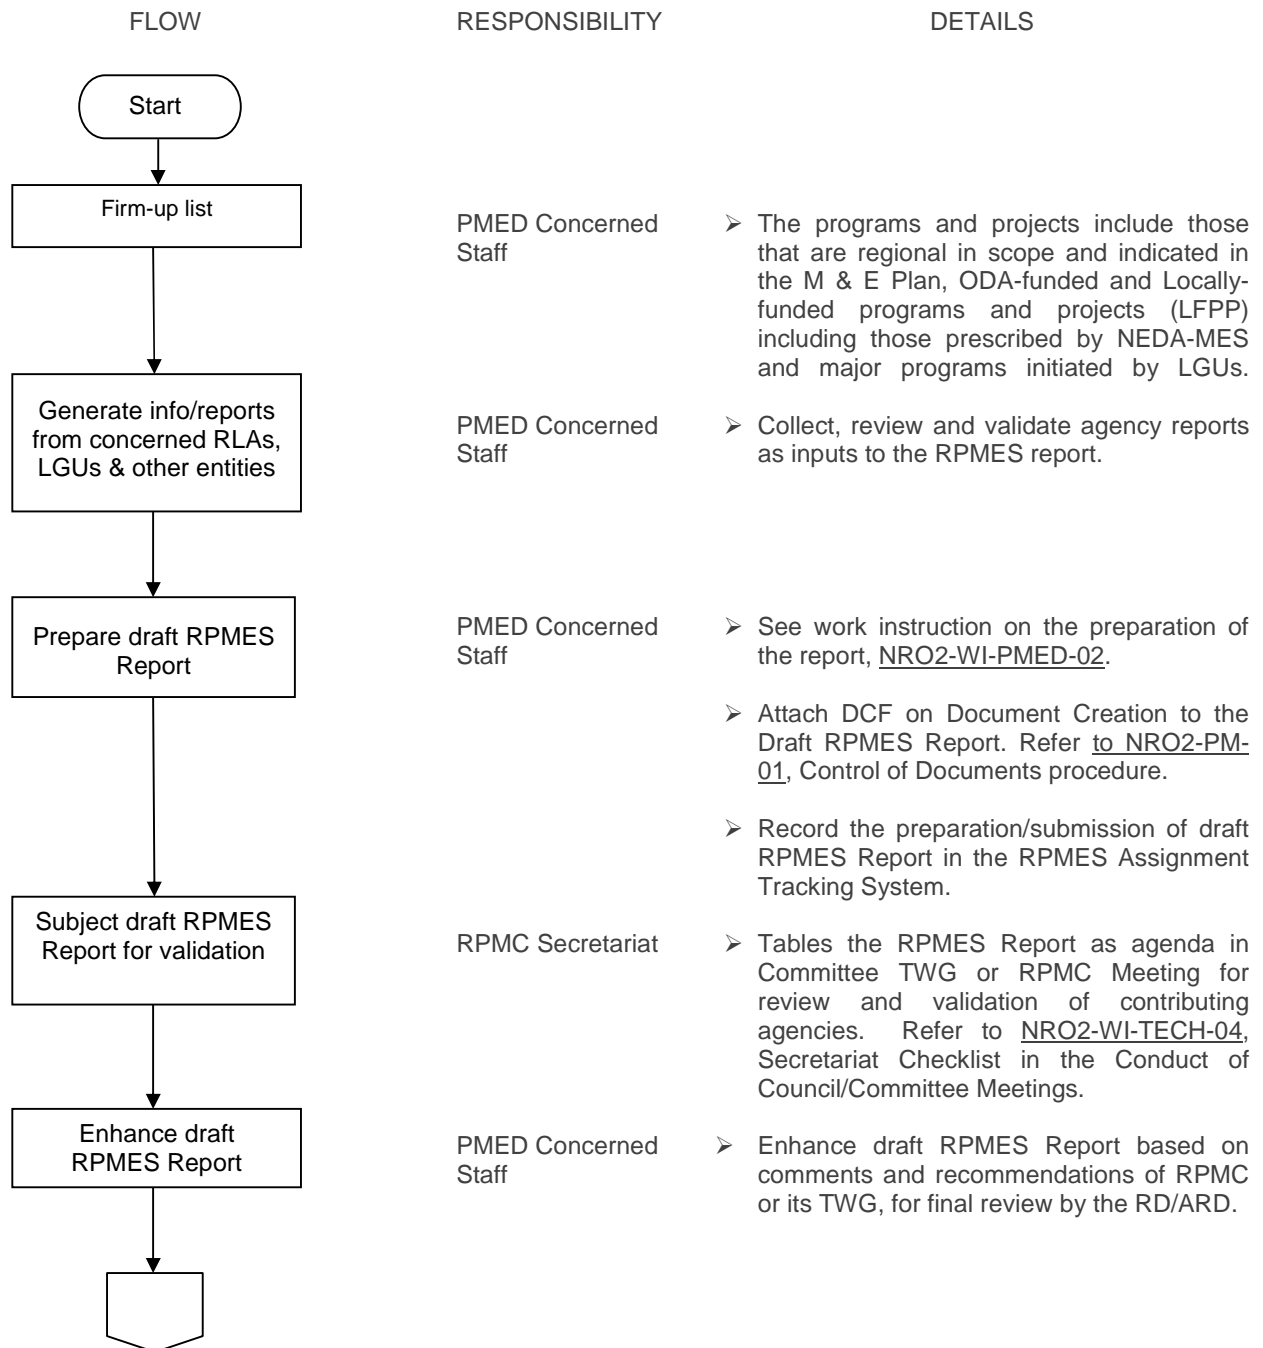 FLOW RESPONSIBILITY DETAILS
Start
Firm-up list
PMED Concerned
Staff
➢ The programs and projects include those
that are regional in scope and indicated in
the M & E Plan, ODA-funded and Locally-
funded programs and projects (LFPP)
including those prescribed by NEDA-MES
and major programs initiated by LGUs.
Generate info/reports
from concerned RLAs,
LGUs & other entities
PMED Concerned
Staff
➢ Collect, review and validate agency reports
as inputs to the RPMES report.
Prepare draft RPMES
Report
PMED Concerned
Staff
➢ See work instruction on the preparation of
the report, NRO2-WI-PMED-02.
➢ Attach DCF on Document Creation to the
Draft RPMES Report. Refer to NRO2-PM-
01, Control of Documents procedure.
➢ Record the preparation/submission of draft
RPMES Report in the RPMES Assignment
Tracking System.
Subject draft RPMES
Report for validation
RPMC Secretariat
➢ Tables the RPMES Report as agenda in
Committee TWG or RPMC Meeting for
review and validation of contributing
agencies. Refer to NRO2-WI-TECH-04,
Secretariat Checklist in the Conduct of
Council/Committee Meetings.
Enhance draft
RPMES Report
PMED Concerned
Staff
➢ Enhance draft RPMES Report based on
comments and recommendations of RPMC
or its TWG, for final review by the RD/ARD.